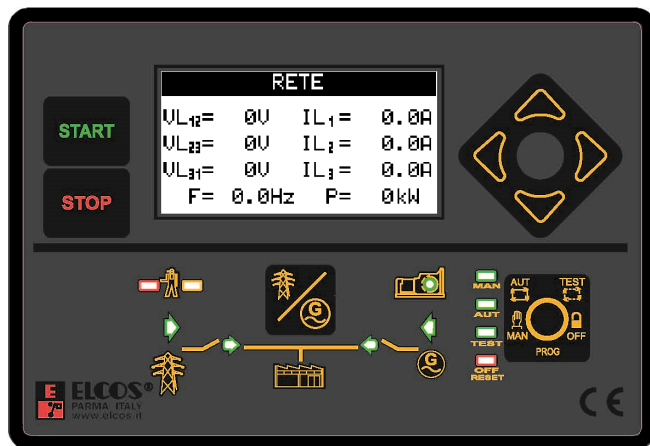 RETE
VL12= 0V IL1= 0.0A
VL23= 0V IL2= 0.0A
VL31= 0V IL3= 0.0A
F= 0.0Hz P= 0kW
START
STOP
G
G
MAN
AUT
TEST
OFF
RESET
AUT TEST
MAN OFF
PROG
E ELCOS®
PARMA ITALY
www.elcos.it
CE